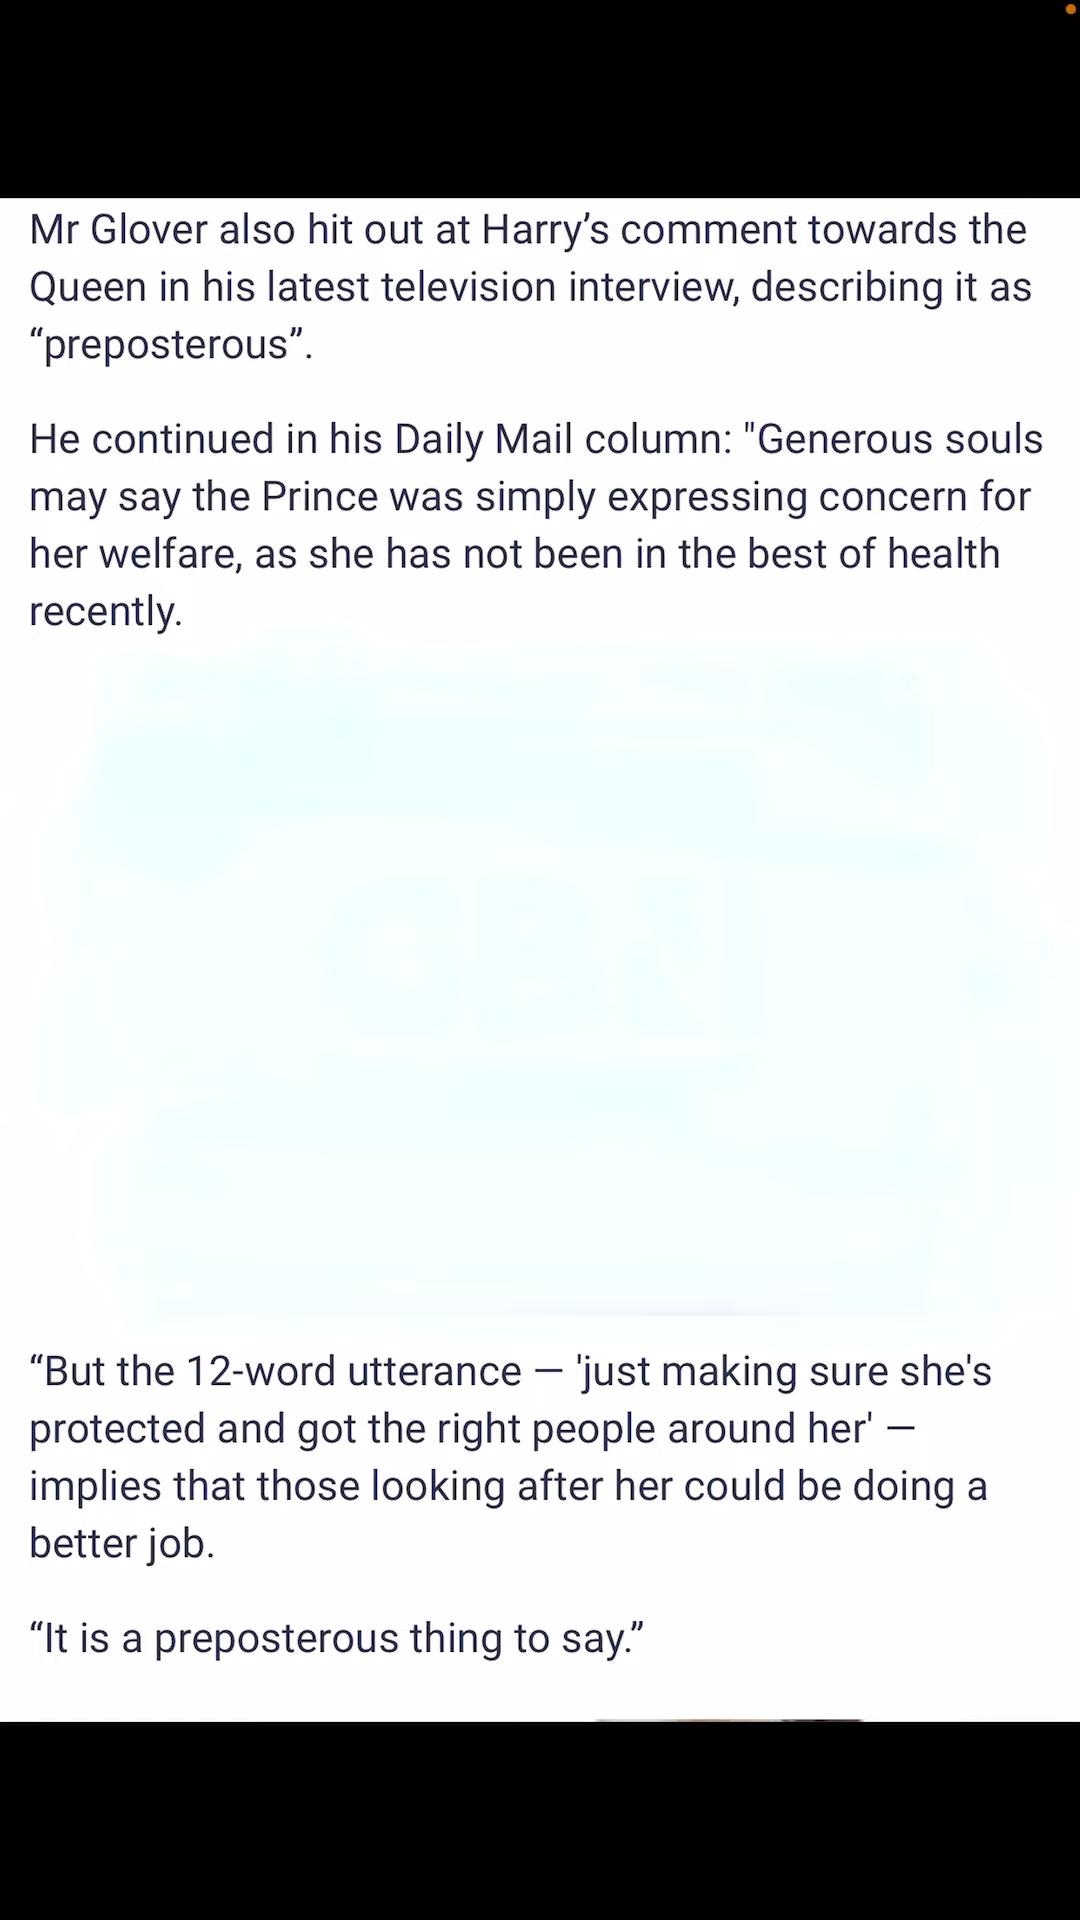 Mr Glover also hit out at Harry’s comment towards the
Queen in his latest television interview, describing it as
“preposterous”.
He continued in his Daily Mail column: "Generous souls
may say the Prince was simply expressing concern for
her welfare, as she has not been in the best of health
recently.
GBN
“But the 12-word utterance — 'just making sure she's
protected and got the right people around her' —
implies that those looking after her could be doing a
better job.
“It is a preposterous thing to say.”